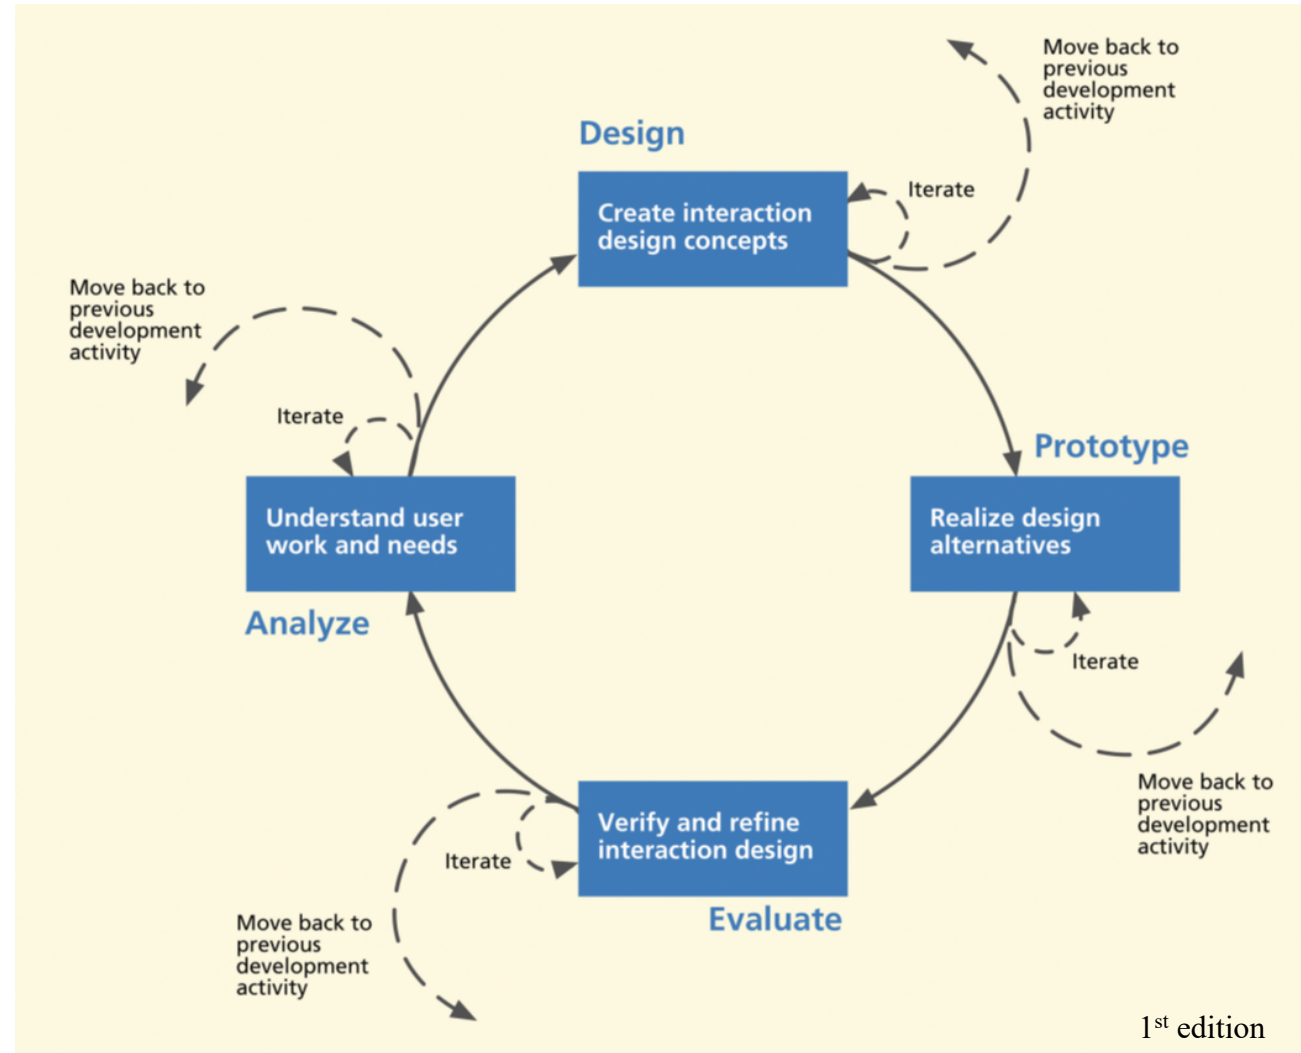 Move back to
previous
development
activity
Design
Iterate
Create interaction
design concepts
Move back to
previous
development
activity
Iterate
Prototype
Understand user
work and needs
Realize design
alternatives
Analyze
Iterate
Move back to
previous
development
activity
Verify and refine
interaction design
Iterate
Evaluate
Move back to
previous
development
activity
1st edition